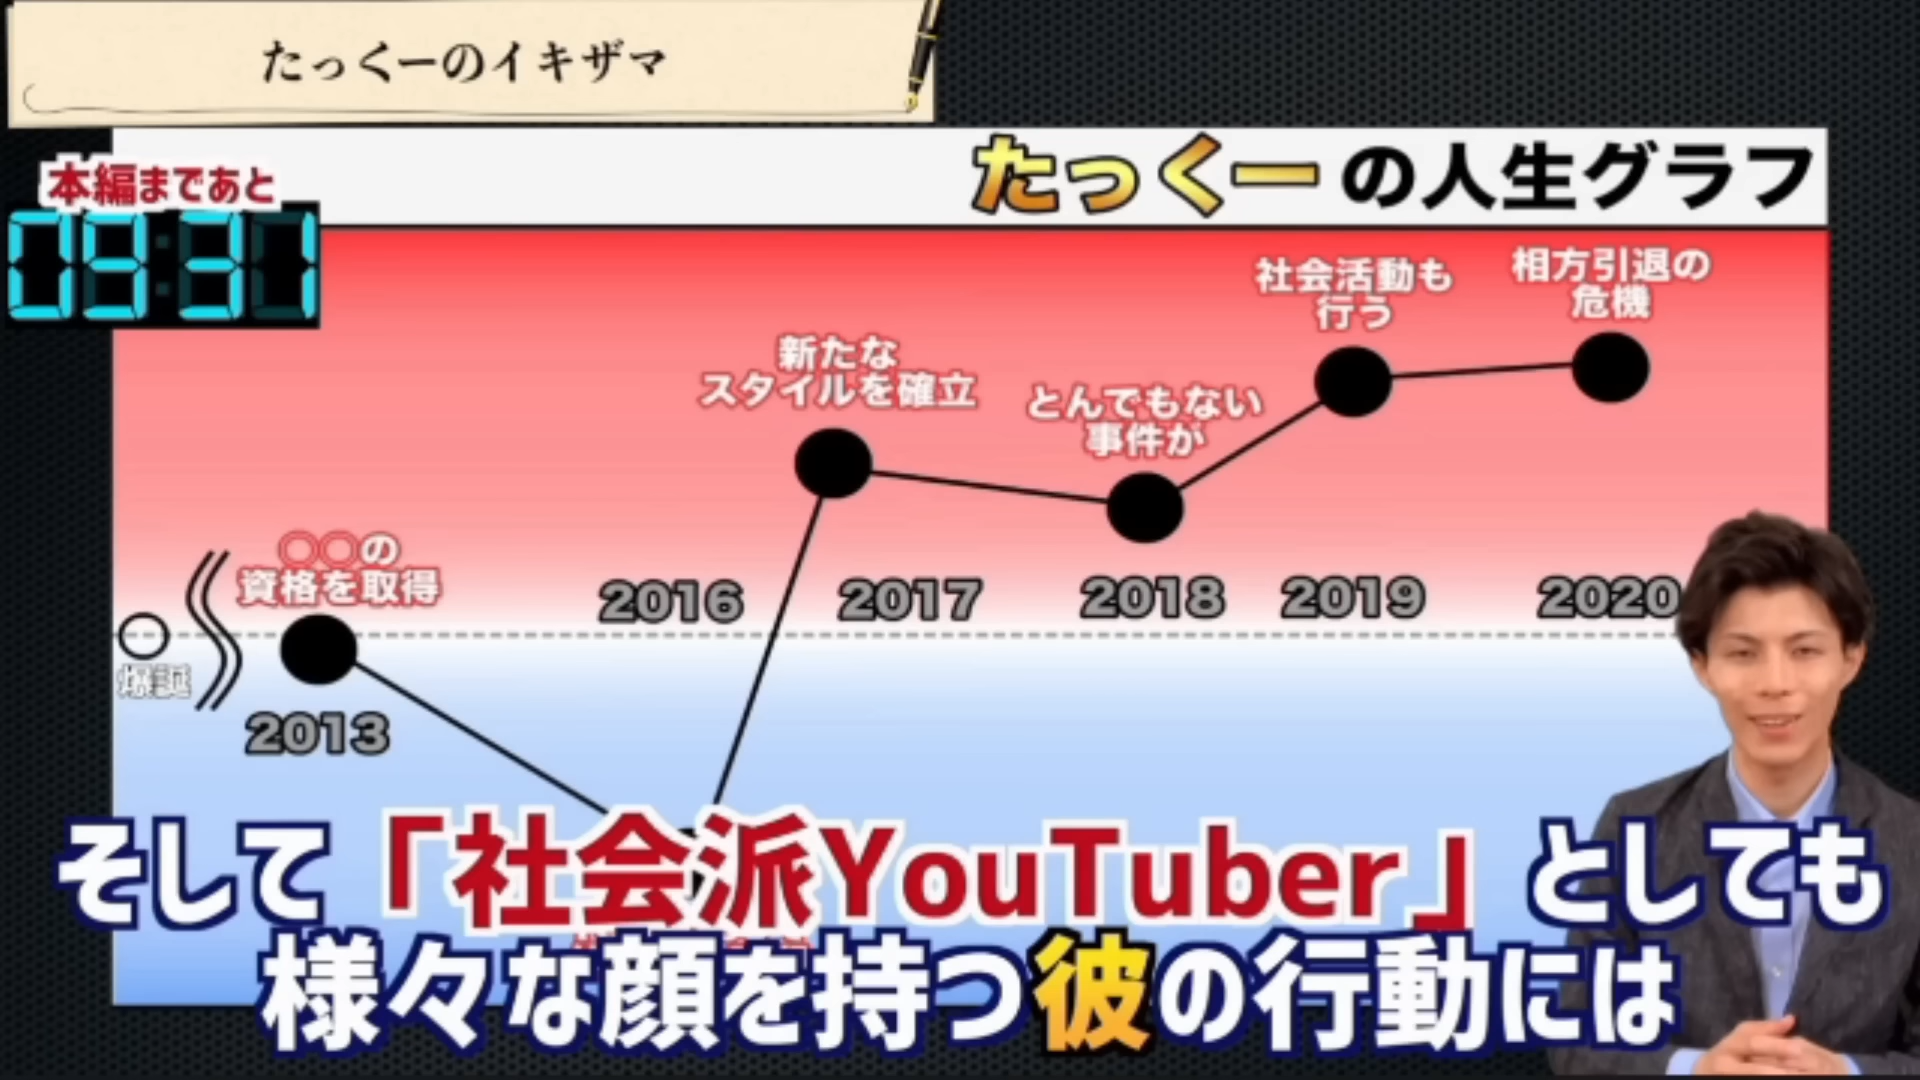 たっくーのイキザマ
たっくーの人生グラフ
本編まであと
09:31
社会活動も
行う
相方引退の
危機
新たな
スタイルを確立
とんでもない
事件が
○○の
資格を取得
2016
2017
2018
2019
2020
爆誕
2013
そして「社会派YouTuber」としても
様々な顔を持つ彼の行動には